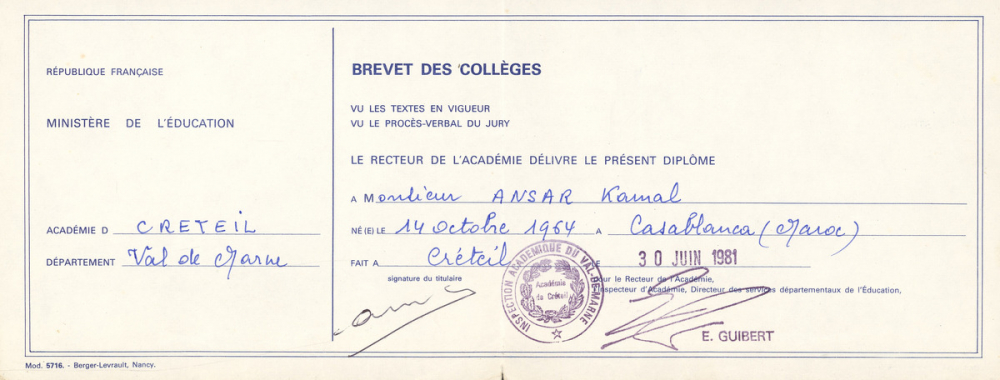 RÉPUBLIQUE FRANÇAISE
MINISTÈRE DE L'ÉDUCATION
ACADÉMIE D CRETEIL
DÉPARTEMENT Val de Marne
BREVET DES COLLÈGES
VU LES TEXTES EN VIGUEUR
VU LE PROCÈS-VERBAL DU JURY
LE RECTEUR DE L'ACADÉMIE DÉLIVRE LE PRÉSENT DIPLÔME
A Monsieur ANSAR Kamal
NÉ (E) LE 14 octobre 1964 A Casablanca (Maroc)
FAIT A Créteil 30 JUIN 1981
signature du titulaire
INSPECTION ACADÉMIQUE DU VAL-DE-MARNE
Académie
de Créteil
le Recteur de l'Académie,
Inspecteur d'Académie, Directeur des services départementaux de l'Éducation,
E. GUIBERT
Mod. 5716. - Berger-Levrault, Nancy.